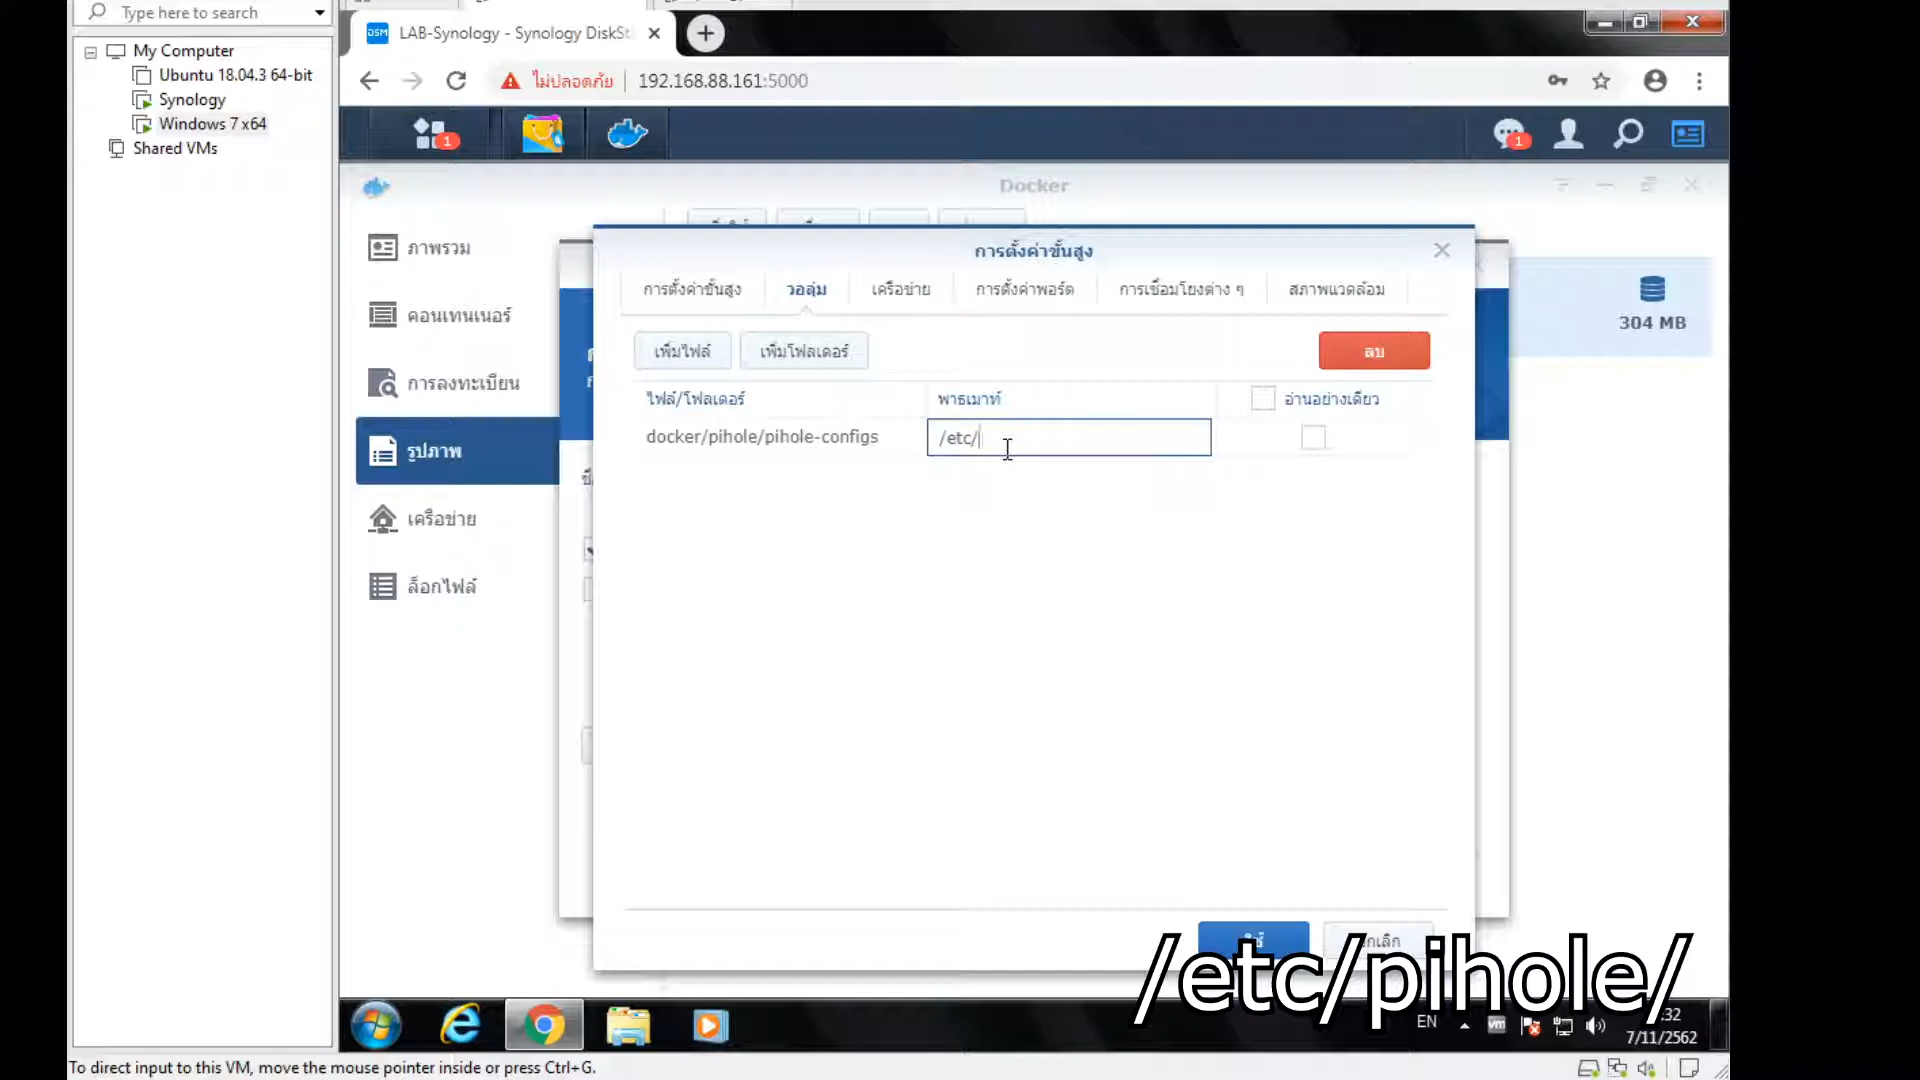 Type here to search
My Computer
Ubuntu 18.04.3 64-bit
Synology
Windows 7 x64
Shared VMs
DSM
LAB-Synology - Synology DiskSt
ไม่ปลอดภัย
192.168.88.161:5000
1
1
Docker
ภาพรวม
คอนเทนเนอร์
การลงทะเบียน
รูปภาพ
เครือข่าย
ล็อกไฟล์
304 MB
การตั้งค่าขั้นสูง
การตั้งค่าขั้นสูง
วอลุ่ม
เครือข่าย
การตั้งค่าพอร์ต
การเชื่อมโยงต่าง ๆ
สภาพแวดล้อม
เพิ่มไฟล์
เพิ่มโฟลเดอร์
ลบ
ไฟล์/โฟลเดอร์
พาธเมาท์
อ่านอย่างเดียว
docker/pihole/pihole-configs
/etc/
/etc/pihole/
EN
vm
:32
7/11/2562
To direct input to this VM, move the mouse pointer inside or press Ctrl+G.